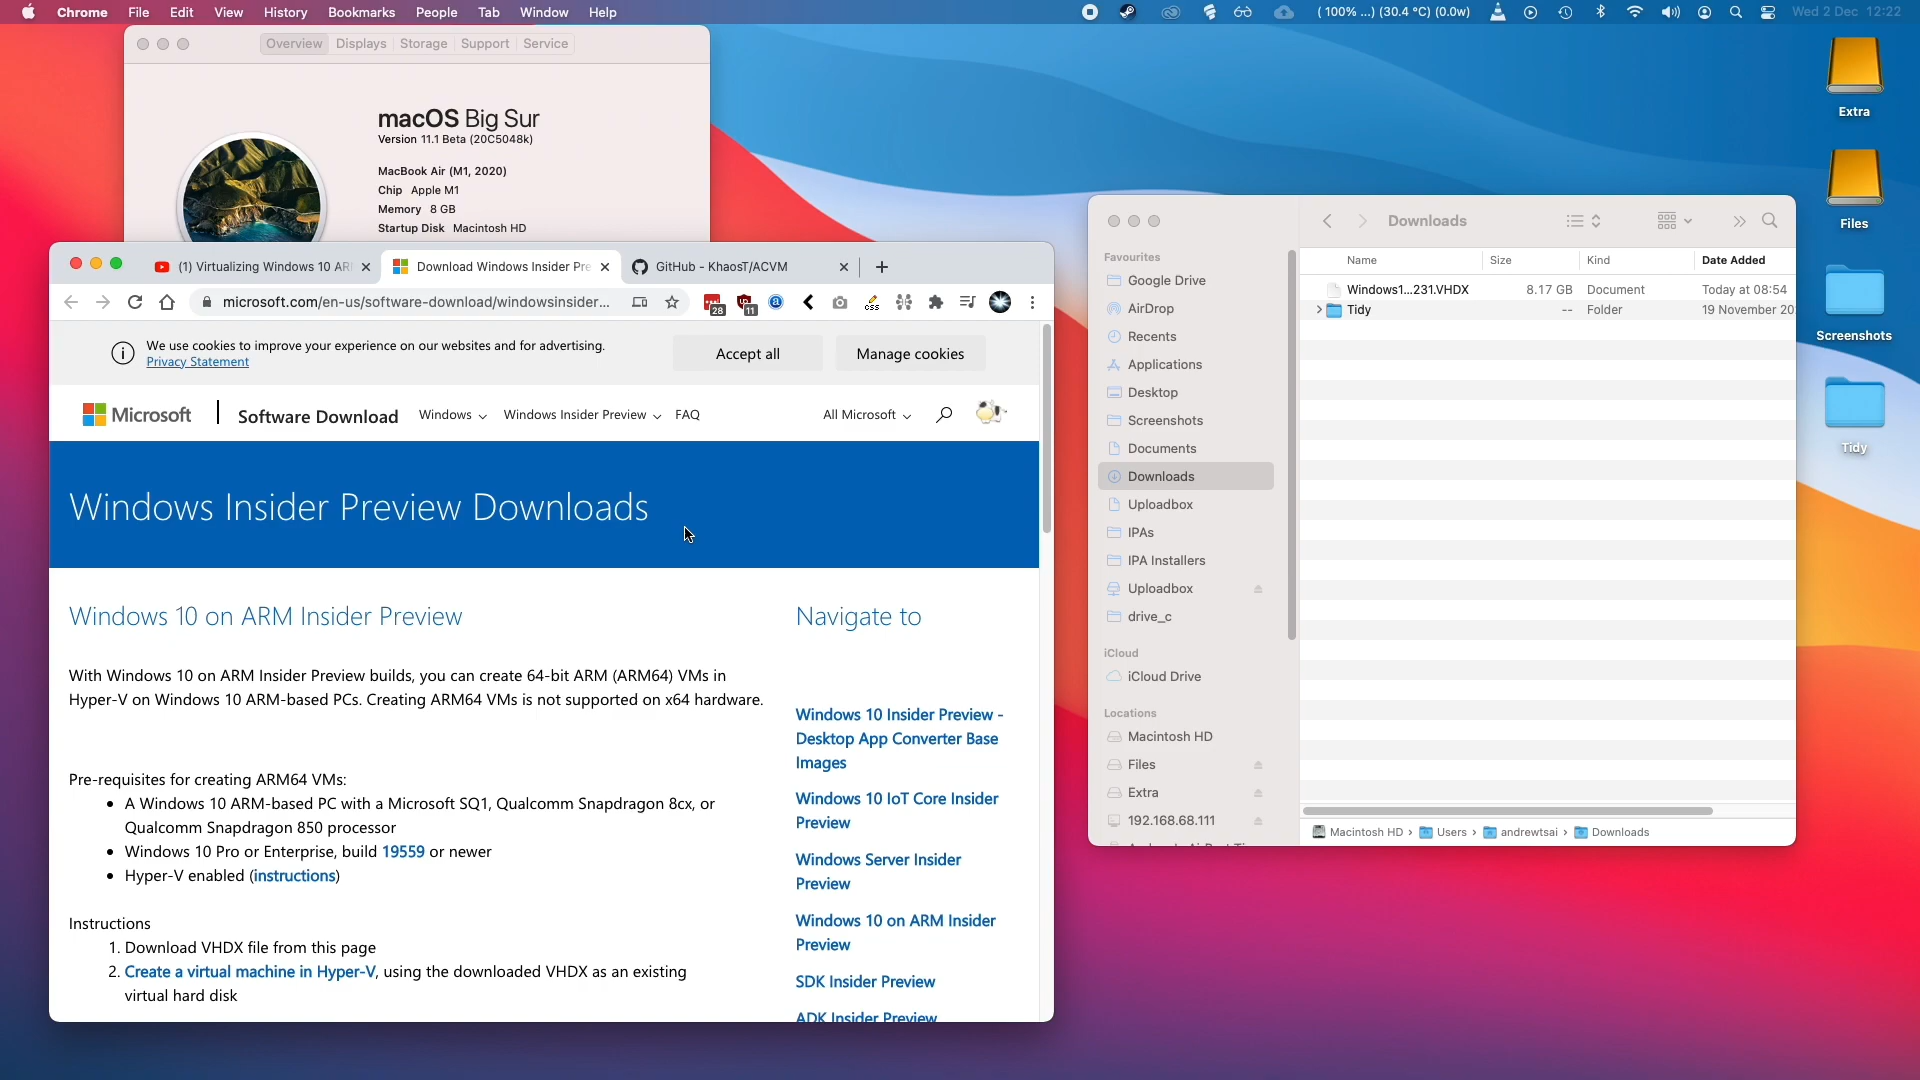 Chrome File Edit View History Bookmarks People Tab Window Help
( 100% ...) (30.4 °C) (0.0w)
Wed 2 Dec 12:22
Overview Displays Storage Support Service
macOS Big Sur
Version 11.1 Beta (20C5048k)
MacBook Air (M1, 2020)
Chip Apple M1
Memory 8 GB
Startup Disk Macintosh HD
(1) Virtualizing Windows 10 AR
Download Windows Insider Pre
GitHub - KhaosT/ACVM
microsoft.com/en-us/software-download/windowsinsider...
28
11
css
We use cookies to improve your experience on our websites and for advertising.
Privacy Statement
Accept all
Manage cookies
Microsoft
Software Download
Windows
Windows Insider Preview
FAQ
All Microsoft
Windows Insider Preview Downloads
Windows 10 on ARM Insider Preview
With Windows 10 on ARM Insider Preview builds, you can create 64-bit ARM (ARM64) VMs in
Hyper-V on Windows 10 ARM-based PCs. Creating ARM64 VMs is not supported on x64 hardware.
Pre-requisites for creating ARM64 VMs:
• A Windows 10 ARM-based PC with a Microsoft SQ1, Qualcomm Snapdragon 8cx, or
Qualcomm Snapdragon 850 processor
• Windows 10 Pro or Enterprise, build 19559 or newer
• Hyper-V enabled (instructions)
Instructions
1. Download VHDX file from this page
2. Create a virtual machine in Hyper-V, using the downloaded VHDX as an existing
virtual hard disk
Navigate to
Windows 10 Insider Preview -
Desktop App Converter Base
Images
Windows 10 IoT Core Insider
Preview
Windows Server Insider
Preview
Windows 10 on ARM Insider
Preview
SDK Insider Preview
ADK Insider Preview
Downloads
Favourites
Google Drive
AirDrop
Recents
Applications
Desktop
Screenshots
Documents
Downloads
Uploadbox
IPAs
IPA Installers
Uploadbox
drive_c
iCloud
iCloud Drive
Locations
Macintosh HD
Files
Extra
192.168.68.111
Name Size Kind Date Added
Windows1...231.VHDX 8.17 GB Document Today at 08:54
Tidy -- Folder 19 November 20
Macintosh HD › Users › andrewtsai › Downloads
Extra
Files
Screenshots
Tidy